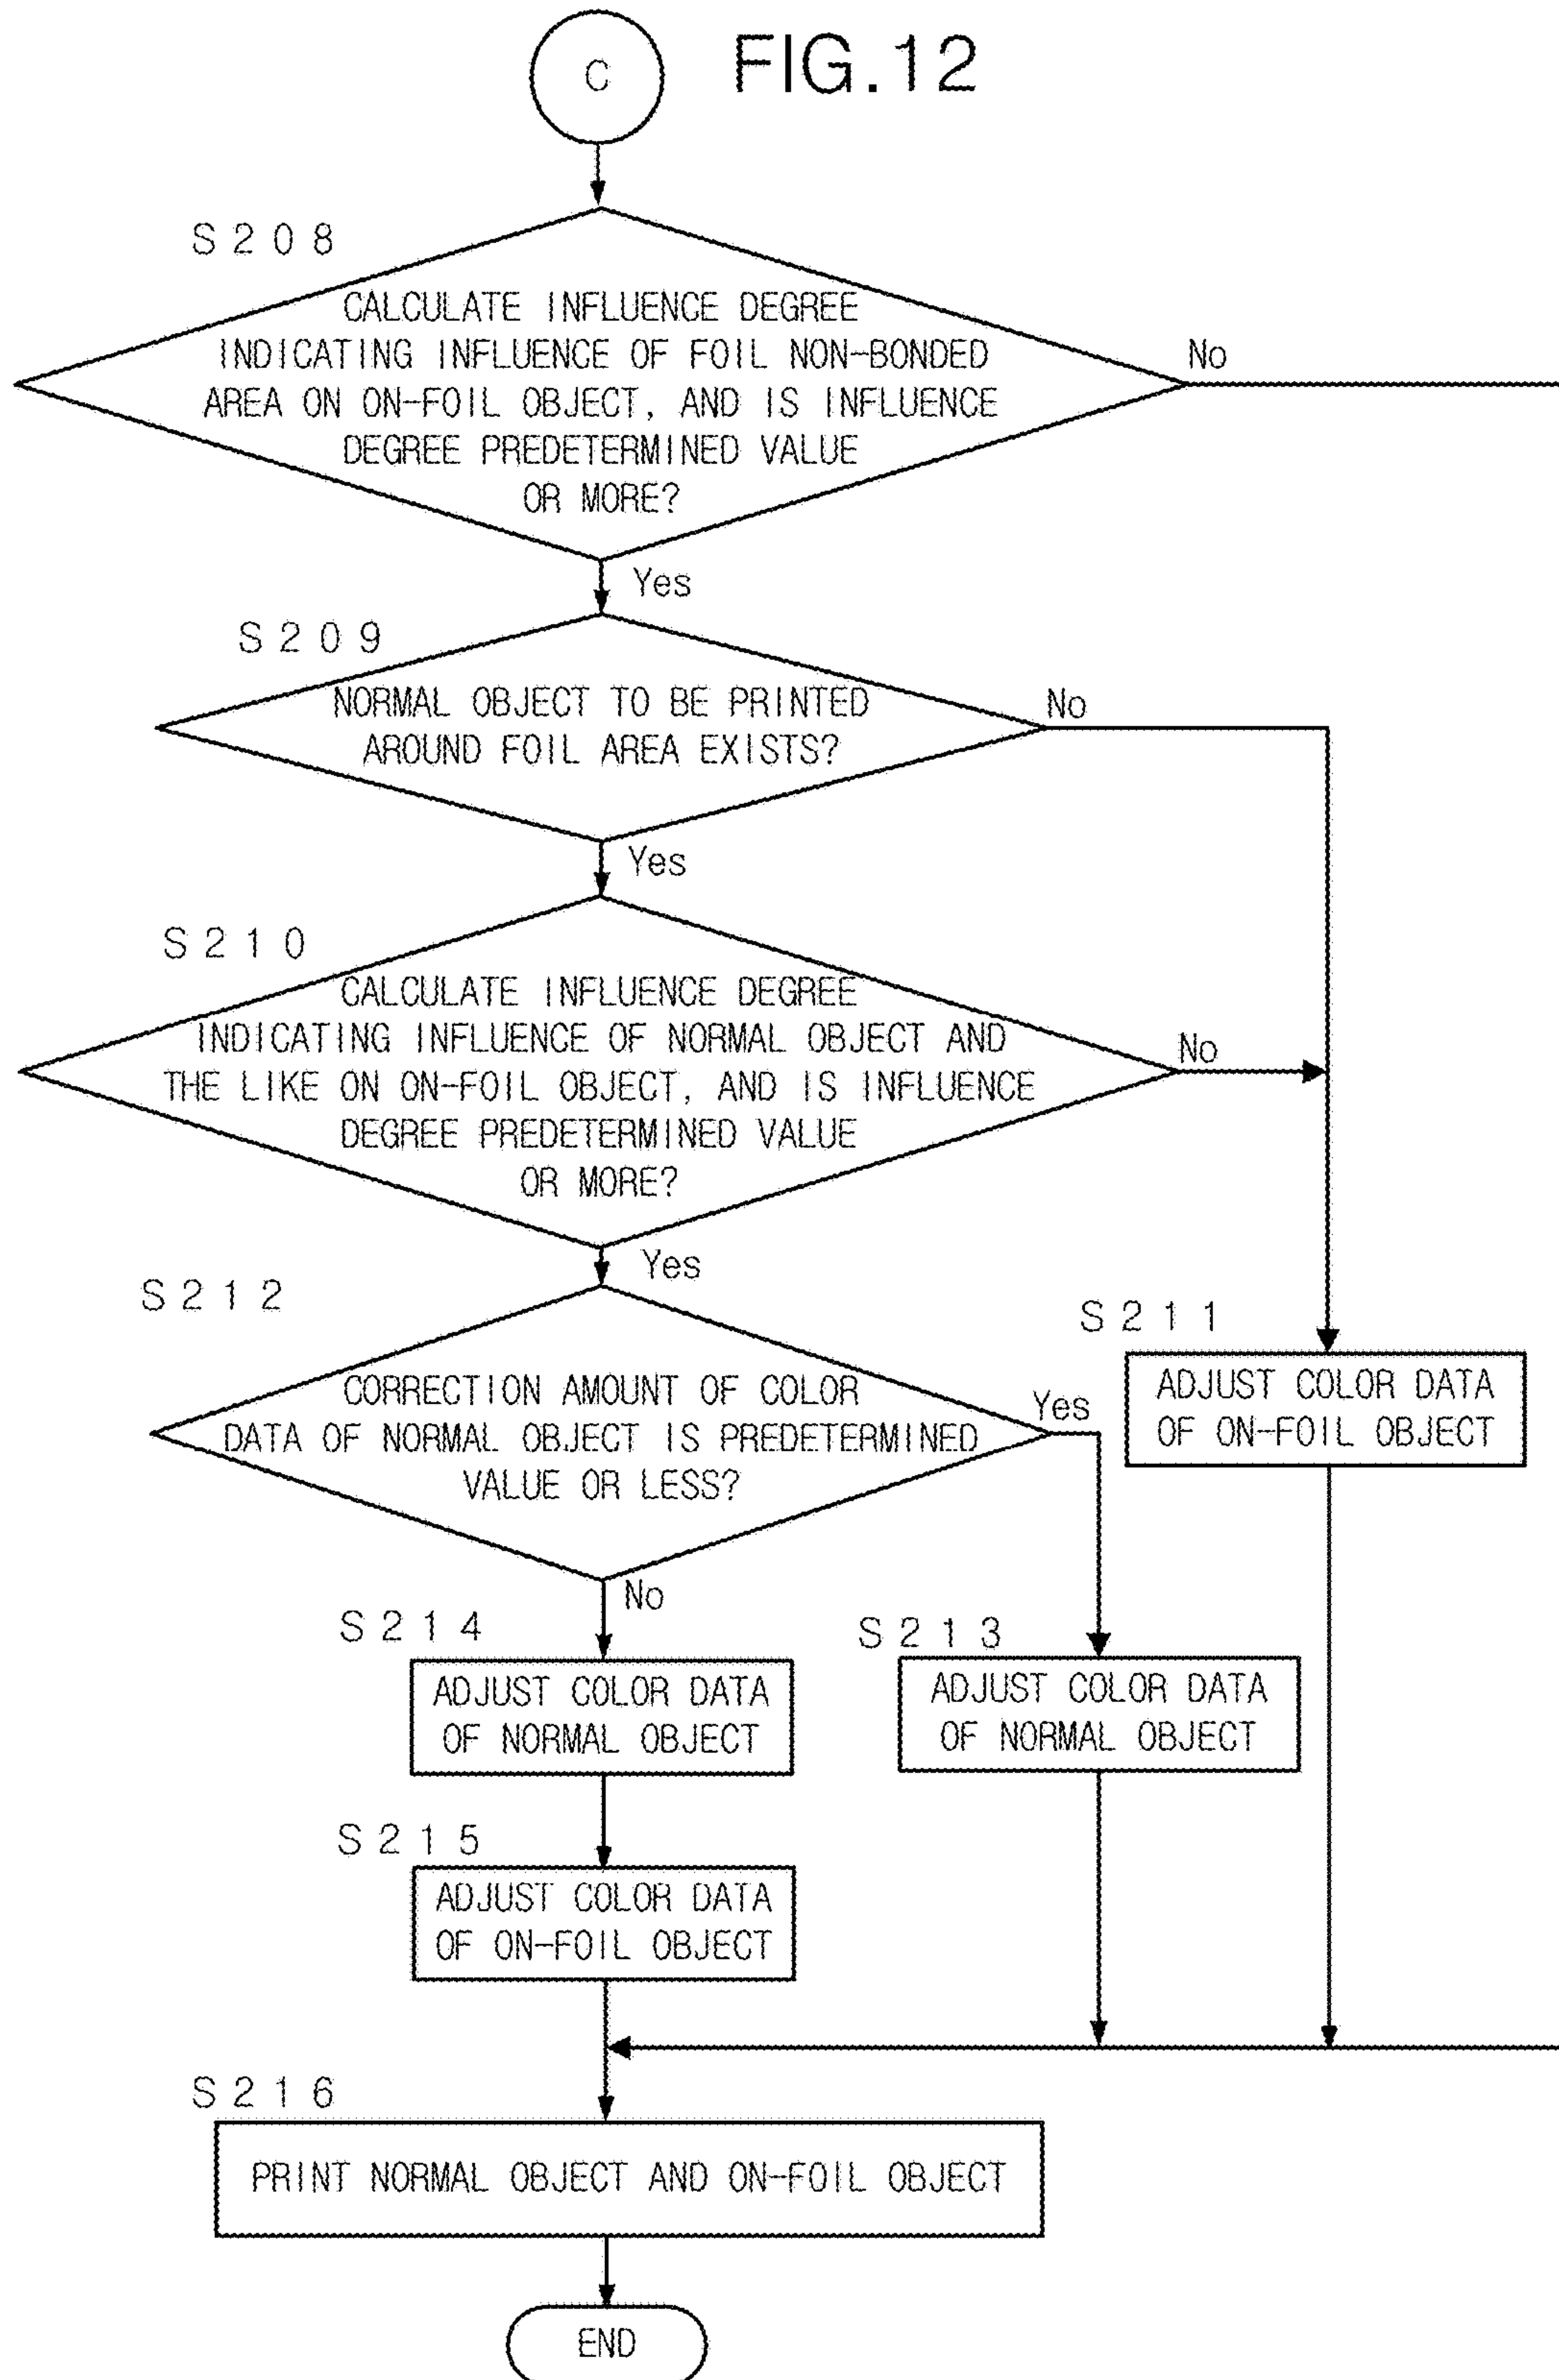 C
FIG.12
S208
CALCULATE INFLUENCE DEGREE
INDICATING INFLUENCE OF FOIL NON-BONDED
AREA ON ON-FOIL OBJECT, AND IS INFLUENCE
DEGREE PREDETERMINED VALUE
OR MORE?
No
Yes
S209
NORMAL OBJECT TO BE PRINTED
AROUND FOIL AREA EXISTS?
No
Yes
S210
CALCULATE INFLUENCE DEGREE
INDICATING INFLUENCE OF NORMAL OBJECT AND
THE LIKE ON ON-FOIL OBJECT, AND IS INFLUENCE
DEGREE PREDETERMINED VALUE
OR MORE?
No
Yes
S212
CORRECTION AMOUNT OF COLOR
DATA OF NORMAL OBJECT IS PREDETERMINED
VALUE OR LESS?
Yes
No
S211
ADJUST COLOR DATA
OF ON-FOIL OBJECT
S214
ADJUST COLOR DATA
OF NORMAL OBJECT
S213
ADJUST COLOR DATA
OF NORMAL OBJECT
S215
ADJUST COLOR DATA
OF ON-FOIL OBJECT
S216
PRINT NORMAL OBJECT AND ON-FOIL OBJECT
END